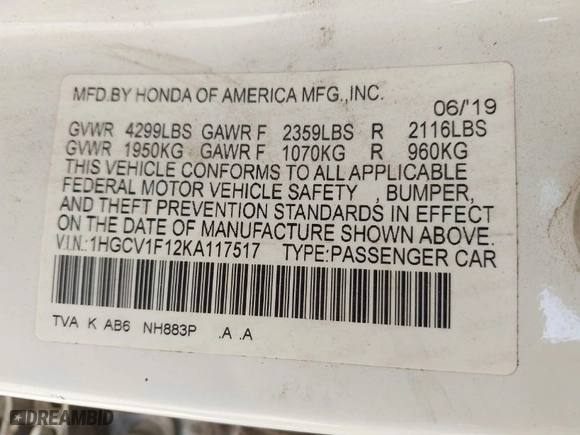 MFD.BY HONDA OF AMERICA MFG.,INC.
06/'19
GVWR 4299LBS GAWR F 2359LBS R 2116LBS
GVWR 1950KG GAWR F 1070KG R 960KG
THIS VEHICLE CONFORMS TO ALL APPLICABLE
FEDERAL MOTOR VEHICLE SAFETY , BUMPER,
AND THEFT PREVENTION STANDARDS IN EFFECT
ON THE DATE OF MANUFACTURE SHOWN ABOVE.
V.I.N.:1HGCV1F12KA117517 TYPE:PASSENGER CAR
TVA K AB6 NH883P .A .A
DREAMBID